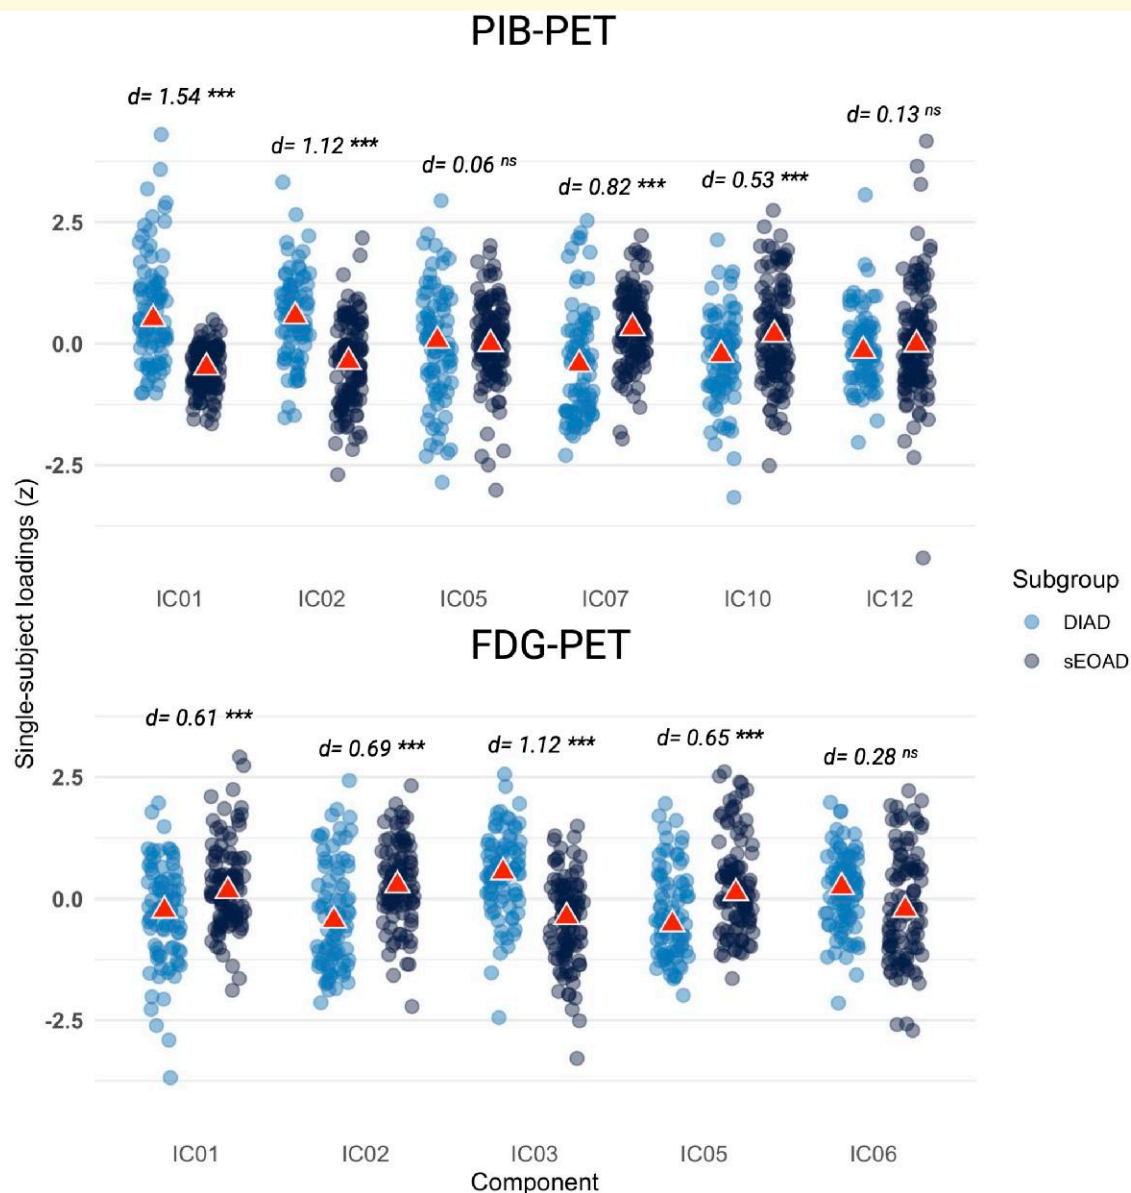 PIB-PET
d= 1.54 ***
d= 1.12 ***
d= 0.06 ns
d= 0.82 ***
d= 0.53 ***
d= 0.13 ns
2.5
0.0
-2.5
IC01 IC02 IC05 IC07 IC10 IC12
Single-subject loadings (z)
Subgroup
DIAD
sEOAD
FDG-PET
d= 0.61 ***
d= 0.69 ***
d= 1.12 ***
d= 0.65 ***
d= 0.28 ns
2.5
0.0
-2.5
IC01 IC02 IC03 IC05 IC06
Component